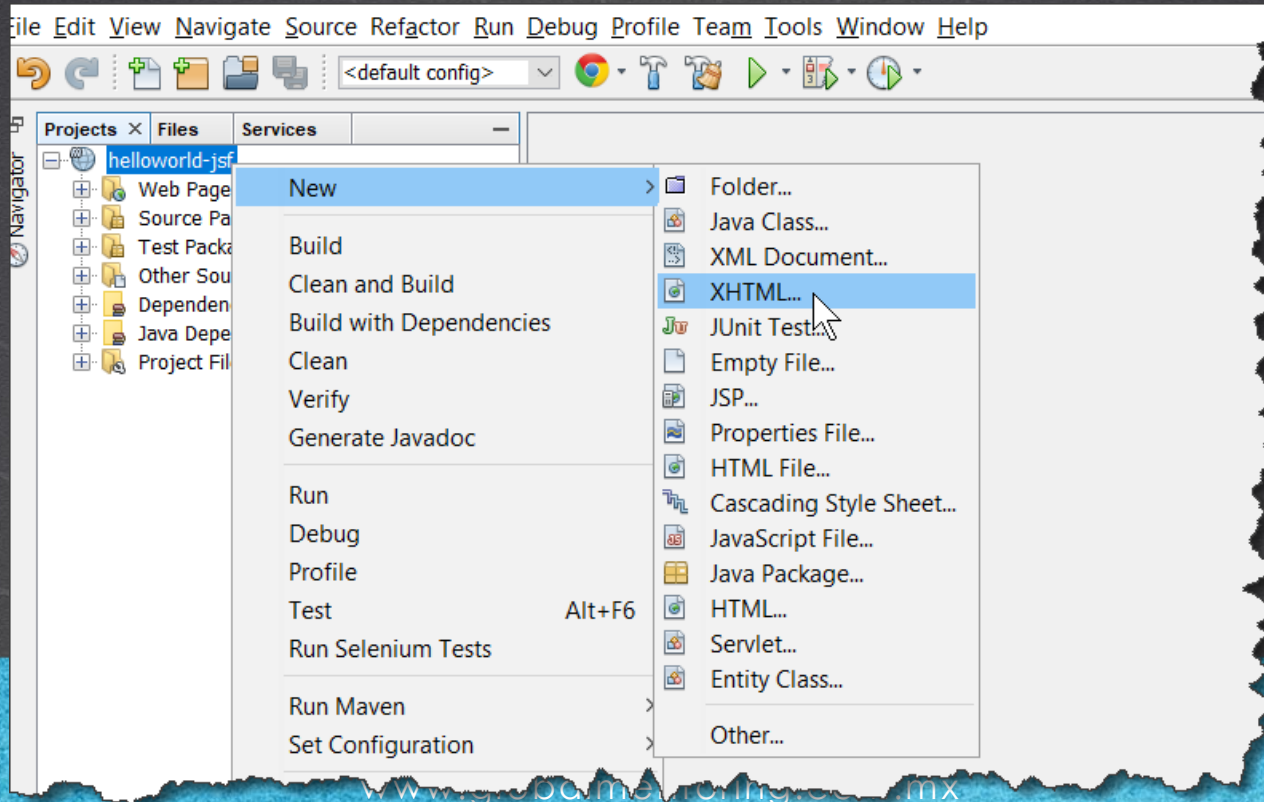 File Edit View Navigate Source Refactor Run Debug Profile Team Tools Window Help
<default config>
Projects Files Services
Navigator
helloworld-jsf
Web Page
Source Pa
Test Packa
Other Sou
Dependen
Java Depe
Project Fil
New
Build
Clean and Build
Build with Dependencies
Clean
Verify
Generate Javadoc
Run
Debug
Profile
Test Alt+F6
Run Selenium Tests
Run Maven
Set Configuration
Folder...
Java Class...
XML Document...
XHTML...
JUnit Test...
Empty File...
JSP...
Properties File...
HTML File...
Cascading Style Sheet...
JavaScript File...
Java Package...
HTML...
Servlet...
Entity Class...
Other...